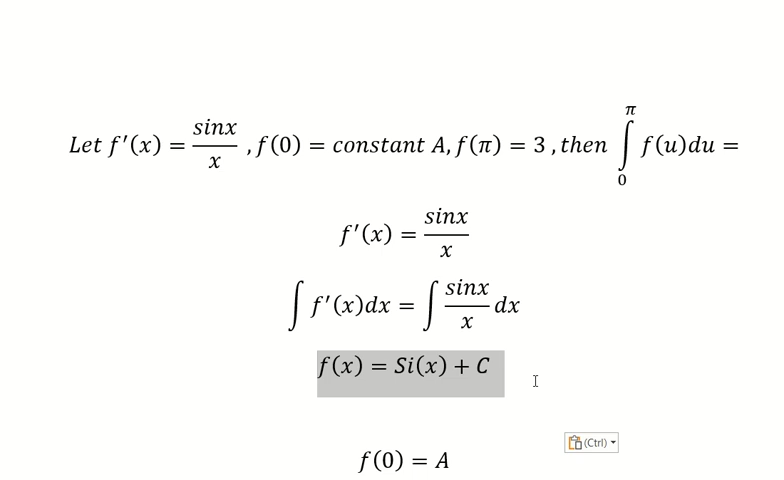 Let f′(x) = sinx/x , f(0) = constant A, f(π) = 3 , then ∫₀^π f(u)du =
f′(x) = sinx/x
∫ f′(x)dx = ∫ sinx/x dx
f(x) = Si(x) + C
(Ctrl)
f(0) = A